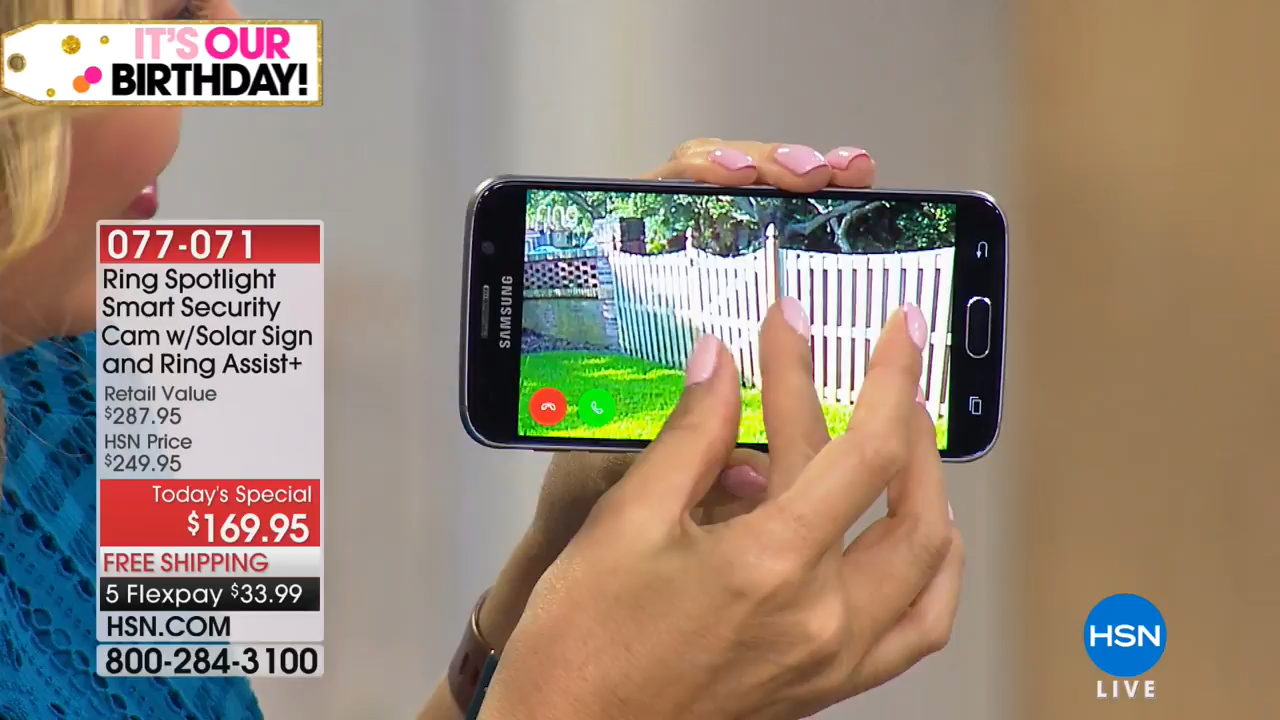 IT'S OUR
BIRTHDAY!
077-071
Ring Spotlight
Smart Security
Cam w/Solar Sign
and Ring Assist+
Retail Value
$287.95
HSN Price
$249.95
Today's Special
$169.95
FREE SHIPPING
5 Flexpay $33.99
HSN.COM
800-284-3100
ring
SAMSUNG
HSN
LIVE